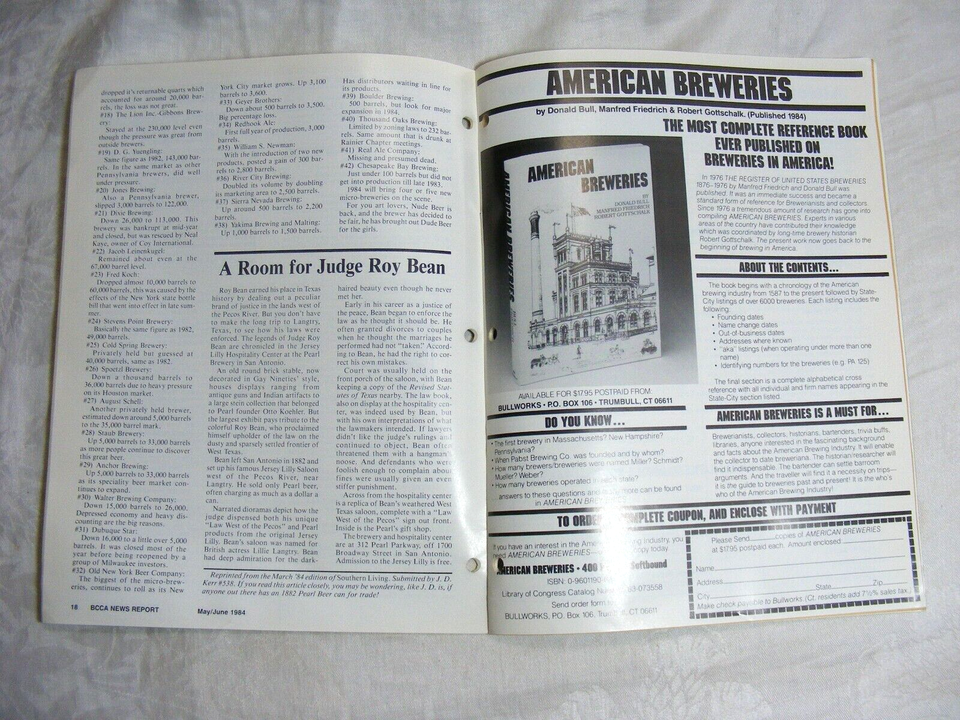 dropped it's returnable quarts which
accounted for around 20,000 bar-
rels, the loss was not great.
#18) The Lion Inc. Gibbons Brew-
ery:
Stayed at the 230,000 level even
though the pressure was great from
outside brewers.
#19) D. G. Yuengling:
Same figure as 1982, 143,000 bar-
rels. In the same market as other
Pennsylvania brewers, did well
under pressure.
#20) Jones Brewing:
Also a Pennsylvania brewer,
slipped 3,000 barrels to 122,000.
#21) Dixie Brewing:
Down 26,000 to 113,000. This
brewery was bankrupt at mid-year
and closed, but was rescued by Neal
Kaye, owner of Coy International.
#22) Jacob Leinenkugel:
Remained about even at the
67,000 barrel level.
#23) Fred Koch:
Dropped almost 10,000 barrels to
60,000 barrels, this was caused by the
effects of the New York state bottle
bill that went into effect in late sum-
mer.
#24) Stevens Point Brewery:
Basically the same figure as 1982,
49,000 barrels.
#25) Cold Spring Brewery:
Privately held but guessed at
40,000 barrels, same as 1982.
#26) Spoetzl Brewery:
Down a thousand barrels to
36,000 barrels due to heavy pressure
on its Houston market.
#27) August Schell:
Another privately held brewer,
estimated down around 5,000 barrels
to the 35,000 barrel mark.
#28) Straub Brewery:
Up 5,000 barrels to 33,000 barrels
as more people continue to discover
this great beer.
#29) Anchor Brewing:
Up 5,000 barrels to 33,000 barrels
as its speciality beer market con-
tinues to expand.
#30) Walter Brewing Company:
Down 15,000 barrels to 26,000.
Depressed economy and heavy dis-
counting are the big reasons.
#31) Dubuque Star:
Down 16,000 to a little over 5,000
barrels. It was closed most of the
year before being reopened by a
group of Milwaukee investors.
#32) Old New York Beer Company:
The biggest of the micro-brew-
eries, continues to roll as its New
York City market grows. Up 3,100
barrels to 3,600.
#33) Geyer Brothers:
Down about 500 barrels to 3,500.
Big percentage loss.
#34) Redhook Ale:
First full year of production, 3,000
barrels.
#35) William S. Newman:
With the introduction of two new
products, posted a gain of 300 bar-
rels to 2,800 barrels.
#36) River City Brewing:
Doubled its volume by doubling
its marketing area to 2,500 barrels.
#37) Sierra Nevada Brewing:
Up around 500 barrels to 2,200
barrels.
#38) Yakima Brewing and Malting:
Up 1,000 barrels to 1,500 barrels.
Has distributors waiting in line for
its products.
#39) Boulder Brewing:
500 barrels, but look for major
expansion in 1984.
#40) Thousand Oaks Brewing:
Limited by zoning laws to 232 bar-
rels. Same amount that is drunk at
Rainier Chapter meetings.
#41) Real Ale Company:
Missing and presumed dead.
#42) Chesapeake Bay Brewing:
Just under 100 barrels but did not
get into production till late 1983.
1984 will bring four or five new
micro-breweries on the scene.
For you art lovers, Nude Beer is
back, and the brewer has decided to
be fair, he has brought out Dude Beer
for the girls.
A Room for Judge Roy Bean
Roy Bean earned his place in Texas
history by dealing out a peculiar
brand of justice in the lands west of
the Pecos River. But you don't have
to make the long trip to Langtry,
Texas, to see how his laws were
enforced. The legends of Judge Roy
Bean are chronicled in the Jersey
Lilly Hospitality Center at the Pearl
Brewery in San Antonio.
An old round brick stable, now
decorated in Gay Nineties style,
houses displays ranging from
antique guns and Indian artifacts to
a large stein collection that belonged
to Pearl founder Otto Koehler. But
the largest exhibit pays tribute to the
colorful Roy Bean, who proclaimed
himself upholder of the law on the
dusty and sparsely settled frontier of
West Texas.
Bean left San Antonio in 1882 and
set up his famous Jersey Lilly Saloon
west of the Pecos River, near
Langtry. He sold only Pearl beer,
often charging as much as a dollar a
can.
Narrated dioramas depict how the
judge dispensed both his unique
"Law West of the Pecos" and Pearl
products from the original Jersey
Lilly. Bean's saloon was named for
British actress Lillie Langtry. Bean
had deep admiration for the dark-
haired beauty even though he never
met her.
Early in his career as a justice of
the peace, Bean began to enforce the
law as he thought it should be. He
often granted divorces to couples
when he thought the marriages he
performed had not "taken." Accord-
ing to Bean, he had the right to cor-
rect his own mistakes.
Court was usually held on the
front porch of the saloon, with Bean
keeping a copy of the Revised Stat-
utes of Texas nearby. The law book,
also on display at the hospitality cen-
ter, was indeed used by Bean, but
with his own interpretations of what
the lawmakers intended. If lawyers
didn't like the judge's rulings and
continued to object, Bean often
threatened them with a hangman's
noose. And defendants who were
foolish enough to complain about
fines were usually given an even
stiffer punishment.
Across from the hospitality center
is a replica of Bean's weathered West
Texas saloon, complete with a "Law
West of the Pecos" sign out front.
Inside is the Pearl's gift shop.
The brewery and hospitality center
are at 312 Pearl Parkway, off 1700
Broadway Street in San Antonio.
Admission to the Jersey Lilly is free.
Reprinted from the March '84 edition of Southern Living. Submitted by J. D.
Kerr #538. If you read this article closely, you may be wondering, like J. D. is, if
anyone out there has an 1882 Pearl Beer can for trade!
16 BCCA NEWS REPORT May/June 1984
AMERICAN BREWERIES
by Donald Bull, Manfred Friedrich & Robert Gottschalk. (Published 1984)
THE MOST COMPLETE REFERENCE BOOK
EVER PUBLISHED ON
BREWERIES IN AMERICA!
AMERICAN
BREWERIES
BY
DONALD BULL
MANFRED FRIEDRICH
ROBERT GOTTSCHALK
AMERICAN BREWERIES
In 1976 THE REGISTER OF UNITED STATES BREWERIES
1876-1976 by Manfred Friedrich and Donald Bull was
published. It was an immediate success and became a
standard form of reference for Breweriana and collectors.
Since 1976 a tremendous amount of research has gone into
compiling AMERICAN BREWERIES. Experts in various
areas of the country have contributed their knowledge
which was coordinated by long-time brewery historian
Robert Gottschalk. The present work now goes back to the
beginning of brewing in America.
ABOUT THE CONTENTS...
The book begins with a chronology of the American
brewing industry from 1587 to the present followed by State-
City listings of over 6000 breweries. Each listing includes the
following.
• Founding dates
• Name change dates
• Out-of-business dates
• Addresses where known
• "aka" listings (when operating under more than one
name)
• Identifying numbers for the breweries (e.g. PA 125)
The final section is a complete alphabetical cross
reference with all individual and firm names appearing in the
State-City section listed.
AVAILABLE FOR $17.95 POSTPAID FROM
BULLWORKS • P.O. BOX 106 • TRUMBULL, CT 06611
DO YOU KNOW...
• The first brewery in Massachusetts? New Hampshire?
Pennsylvania?
• When Pabst Brewing Co. was founded and by whom?
• How many brewers/breweries were named Miller? Schmidt?
Mueller? Weber?
• How many breweries operated in each state?
answers to these questions and more can be found
in AMERICAN BREWERIES
AMERICAN BREWERIES IS A MUST FOR...
Brewerianists, collectors, historians, bartenders, trivia buffs,
libraries, anyone interested in the fascinating background
and facts about the American Brewing Industry. It will enable
the collector to date breweriana. The historian/researcher will
find it indispensable. The bartender can settle barroom
arguments. And the traveller will find it a necessity on trips—
it is the guide to breweries past and present! It is the who's
who of the American Brewing Industry!
TO ORDER COMPLETE COUPON, AND ENCLOSE WITH PAYMENT
If you have an interest in the American Brewing Industry, you
need AMERICAN BREWERIES copy today.
AMERICAN BREWERIES • 400 Softbound
ISBN: 0-9601190
Library of Congress Catalog 073558
Send order form to
BULLWORKS, P.O. Box 106, Trumbull, CT 06611
Please Send copies of AMERICAN BREWERIES
at $17.95 postpaid each. Amount enclosed
Name
Address
City State Zip
Make check payable to Bullworks. (Ct. residents add 7½% sales tax.)